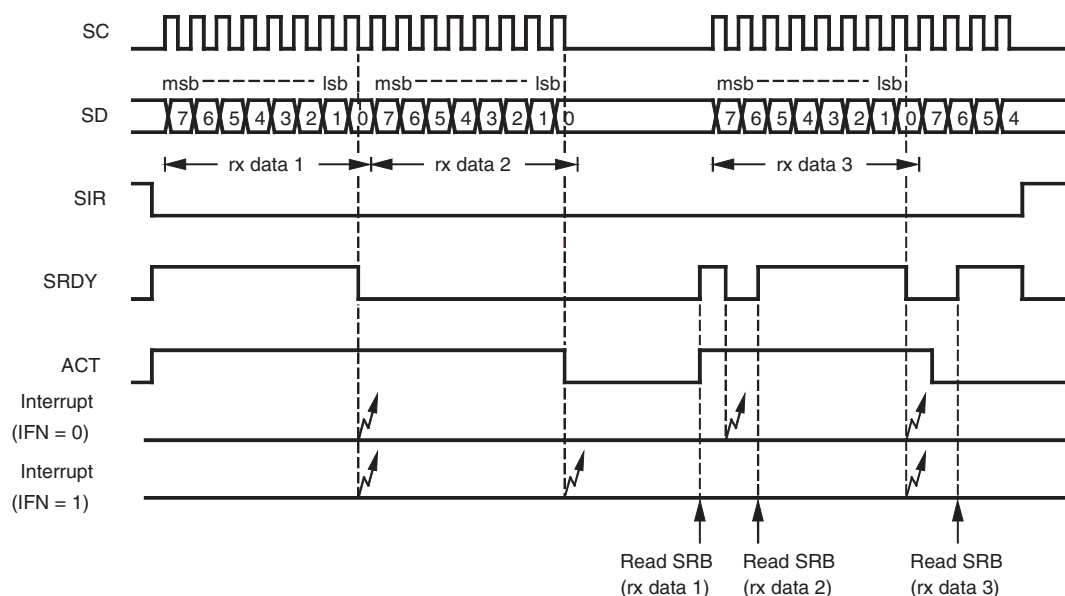 SC
msb lsb msb lsb msb lsb
SD 7 6 5 4 3 2 1 0 7 6 5 4 3 2 1 0 7 6 5 4 3 2 1 0 7 6 5 4
rx data 1 rx data 2 rx data 3
SIR
SRDY
ACT
Interrupt
(IFN = 0)
Interrupt
(IFN = 1)
Read SRB
(rx data 1)
Read SRB
(rx data 2)
Read SRB
(rx data 3)